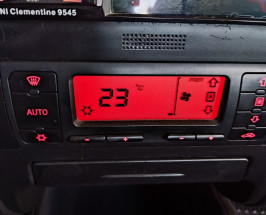 NI Clementine 9545
23
°C
AUTO
- +
- +